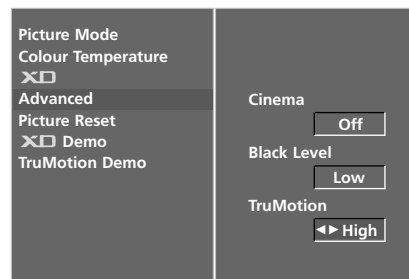 Picture Mode
Colour Temperature
XD
Advanced
Picture Reset
XD Demo
TruMotion Demo
Cinema
Off
Black Level
Low
TruMotion
◀▶ High